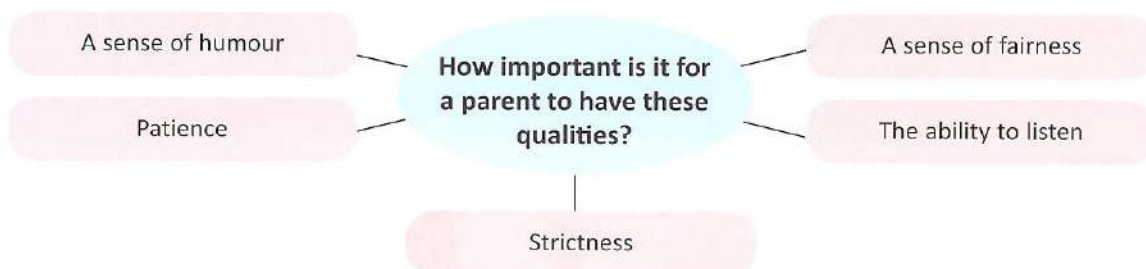 A sense of humour
Patience
How important is it for
a parent to have these
qualities?
A sense of fairness
The ability to listen
Strictness